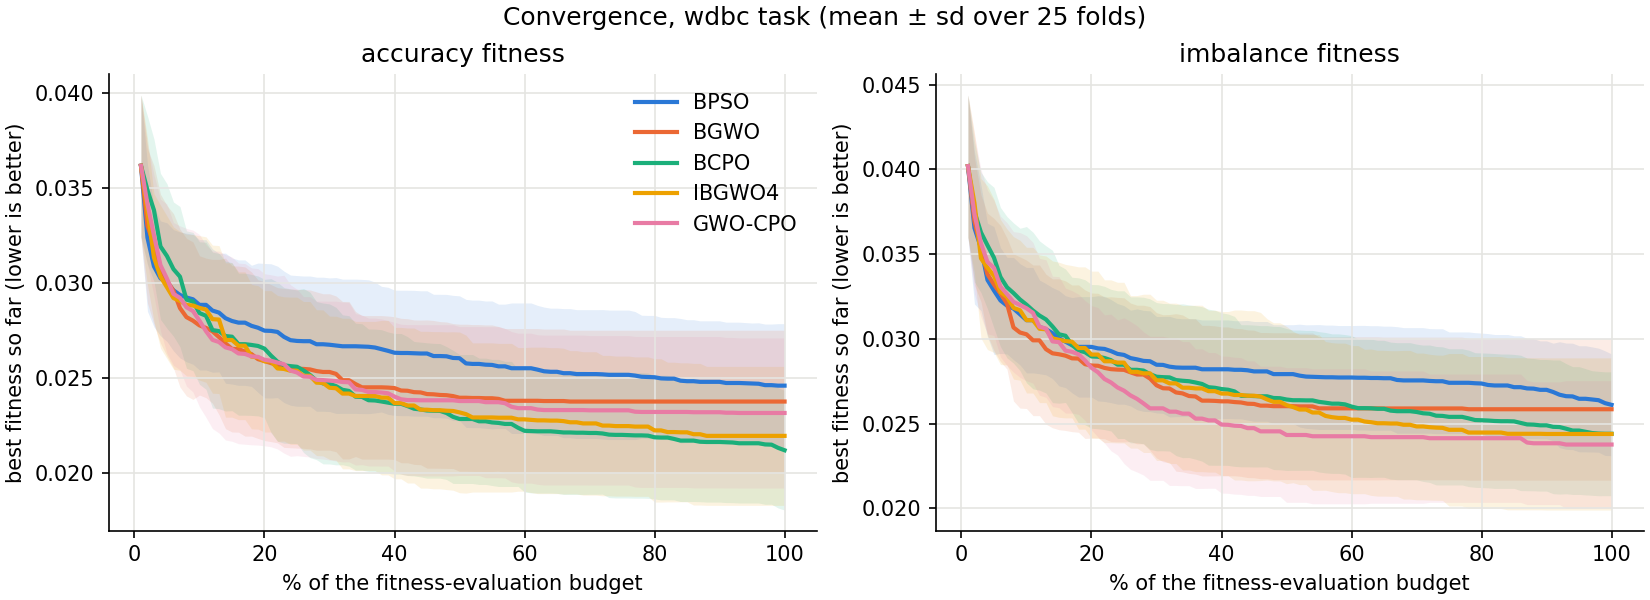 Convergence, wdbc task (mean ± sd over 25 folds)
accuracy fitness
best fitness so far (lower is better)
0.040
0.035
0.030
0.025
0.020
BPSO
BGWO
BCPO
IBGWO4
GWO-CPO
0 20 40 60 80 100
% of the fitness-evaluation budget
imbalance fitness
best fitness so far (lower is better)
0.045
0.040
0.035
0.030
0.025
0.020
0 20 40 60 80 100
% of the fitness-evaluation budget